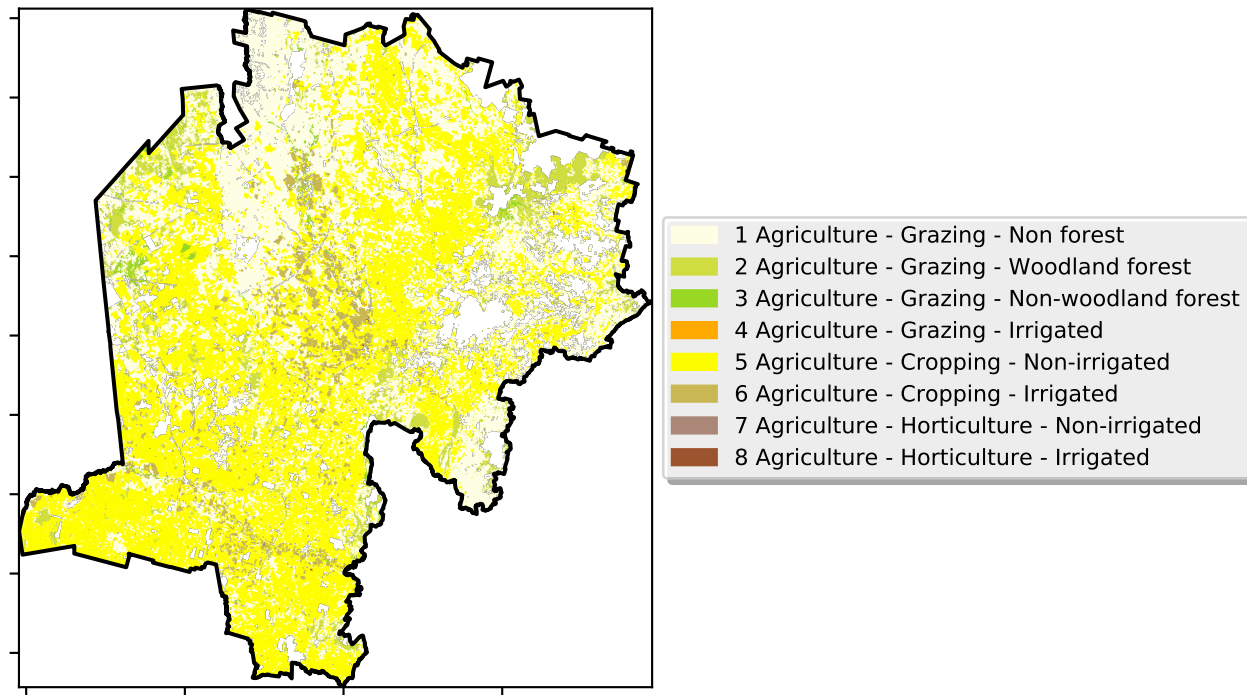 1 Agriculture - Grazing - Non forest
2 Agriculture - Grazing - Woodland forest
3 Agriculture - Grazing - Non-woodland forest
4 Agriculture - Grazing - Irrigated
5 Agriculture - Cropping - Non-irrigated
6 Agriculture - Cropping - Irrigated
7 Agriculture - Horticulture - Non-irrigated
8 Agriculture - Horticulture - Irrigated